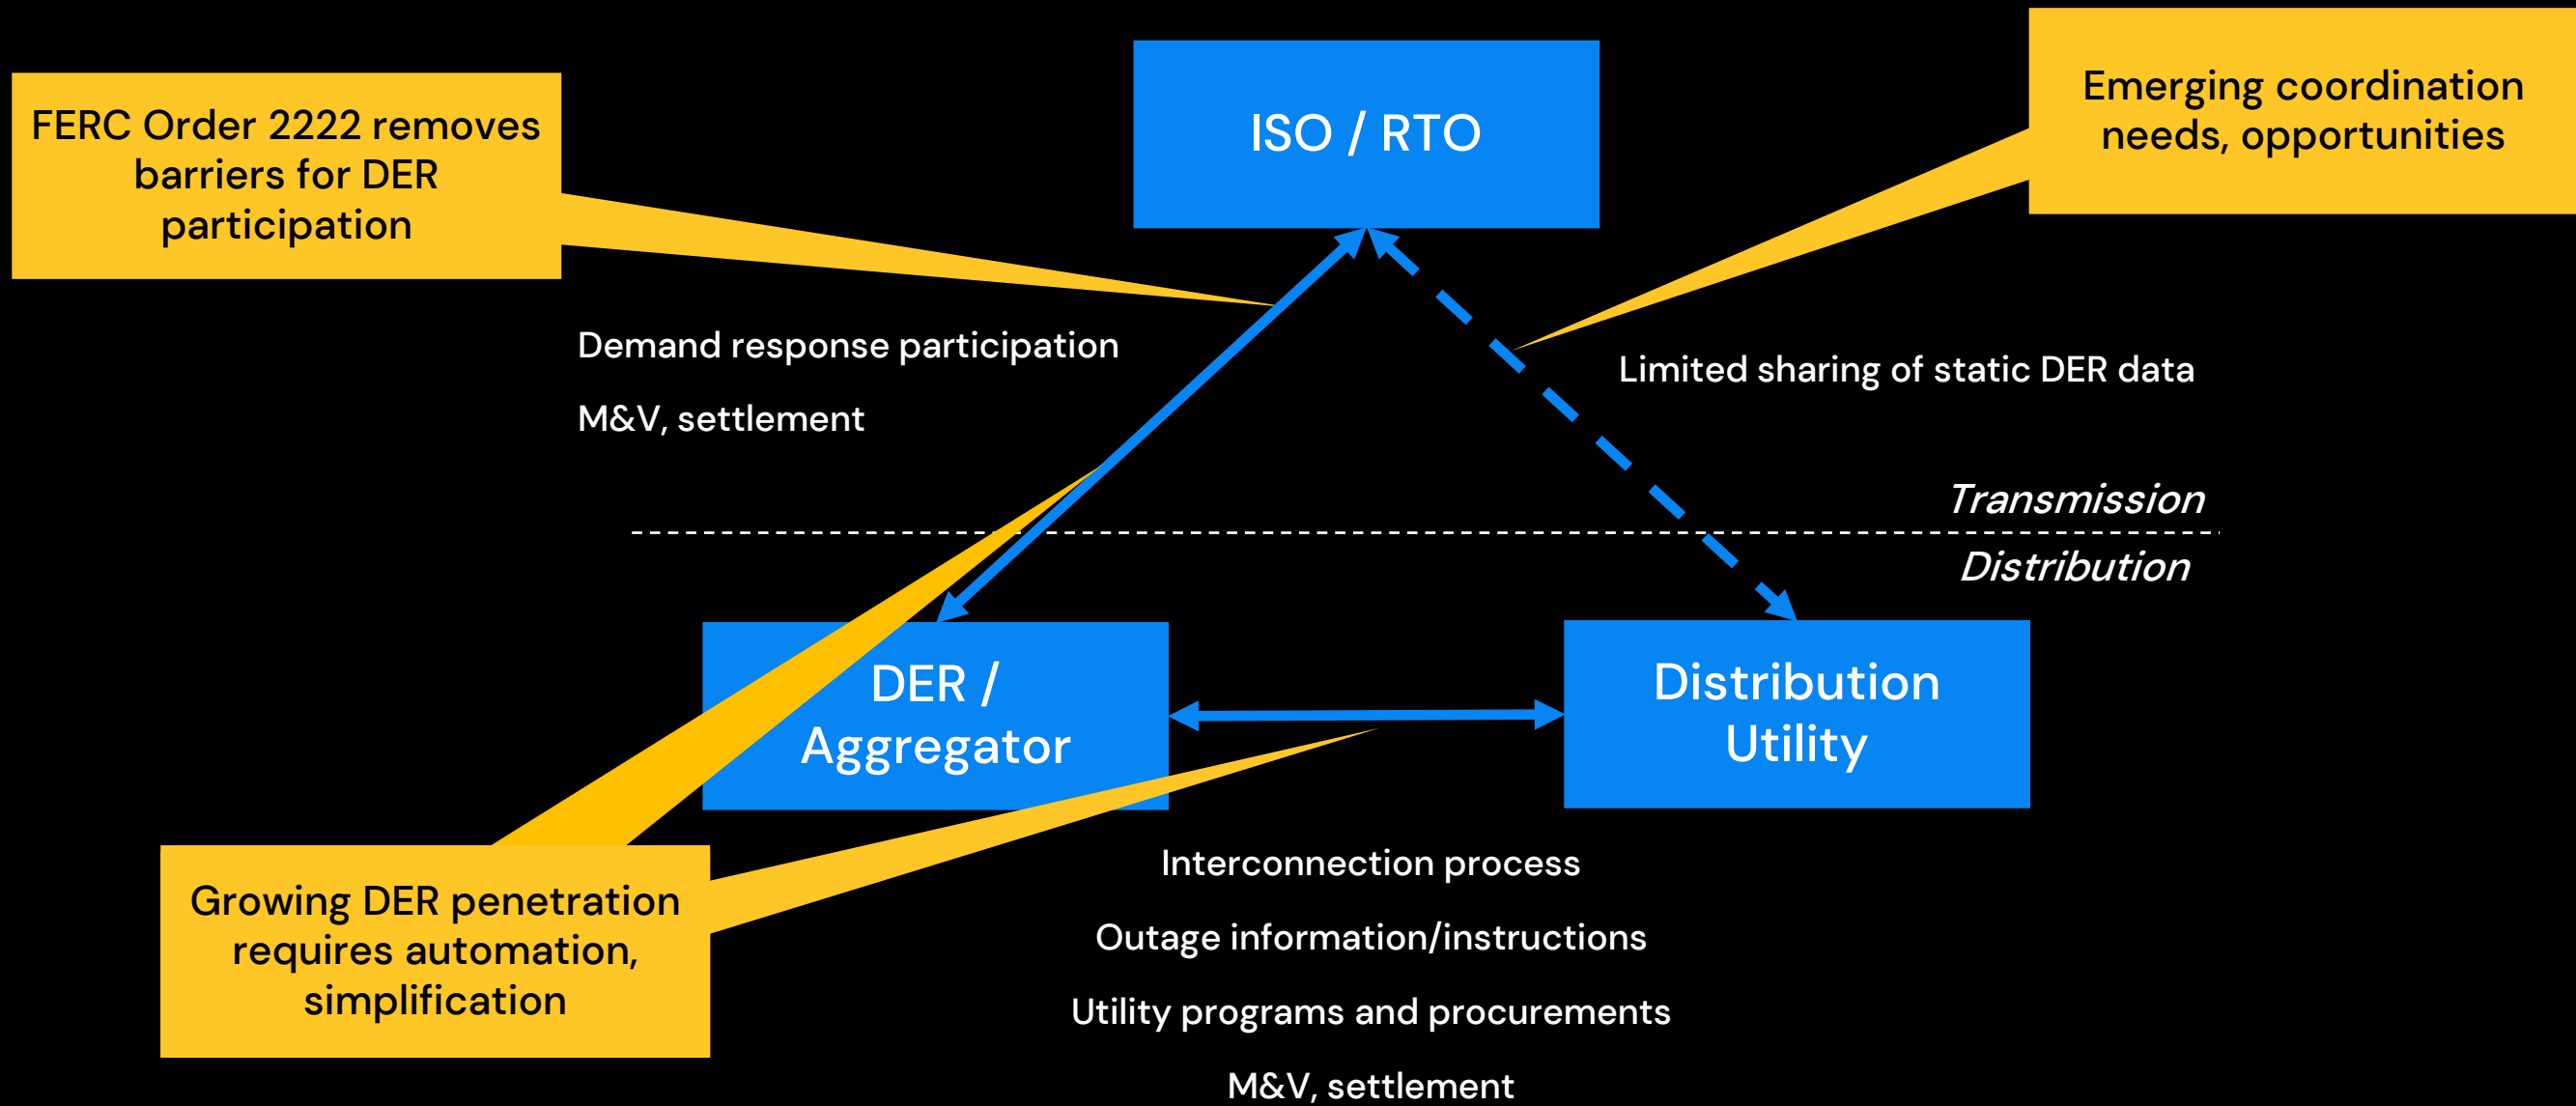 FERC Order 2222 removes
barriers for DER
participation
ISO / RTO
Emerging coordination
needs, opportunities
Demand response participation
M&V, settlement
Limited sharing of static DER data
Transmission
Distribution
DER /
Aggregator
Distribution
Utility
Growing DER penetration
requires automation,
simplification
Interconnection process
Outage information/instructions
Utility programs and procurements
M&V, settlement